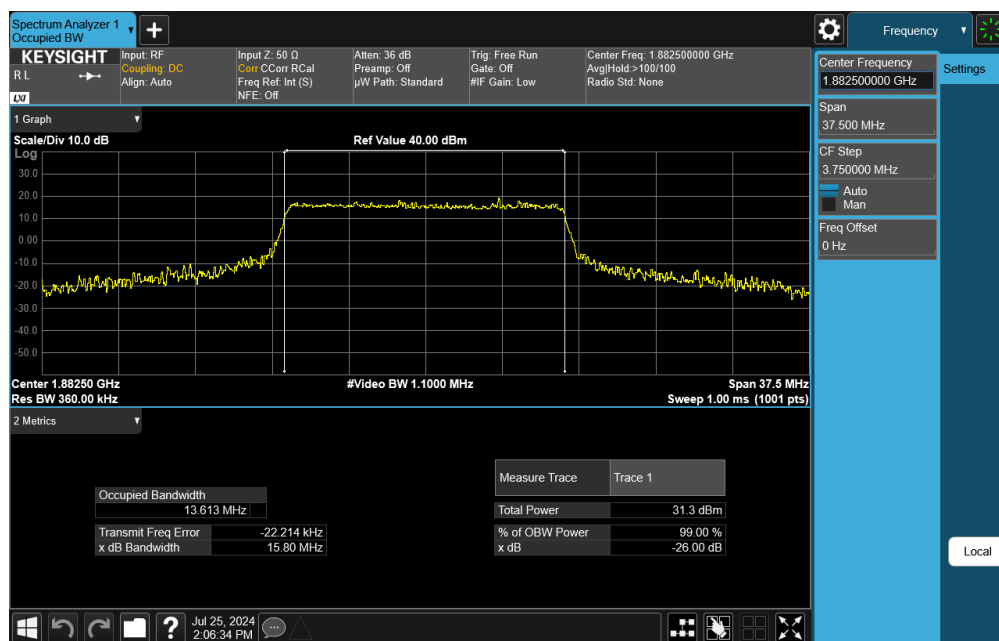 Spectrum Analyzer 1
Occupied BW
+
Frequency
KEYSIGHT
R L
LXI
Input: RF
Coupling: DC
Align: Auto
Input Z: 50 Ω
Corr CCorr RCal
Freq Ref: Int (S)
NFE: Off
Atten: 36 dB
Preamp: Off
µW Path: Standard
Trig: Free Run
Gate: Off
#IF Gain: Low
Center Freq: 1.882500000 GHz
Avg|Hold:>100/100
Radio Std: None
Center Frequency
1.882500000 GHz
Settings
Span
37.500 MHz
CF Step
3.750000 MHz
Auto
Man
Freq Offset
0 Hz
Local
1 Graph
Scale/Div 10.0 dB
Ref Value 40.00 dBm
Log
30.0
20.0
10.0
0.00
-10.0
-20.0
-30.0
-40.0
-50.0
Center 1.88250 GHz
#Video BW 1.1000 MHz
Span 37.5 MHz
Res BW 360.00 kHz
Sweep 1.00 ms (1001 pts)
2 Metrics
Occupied Bandwidth
13.613 MHz
Transmit Freq Error -22.214 kHz
x dB Bandwidth 15.80 MHz
Measure Trace Trace 1
Total Power 31.3 dBm
% of OBW Power 99.00 %
x dB -26.00 dB
?
Jul 25, 2024
2:06:34 PM